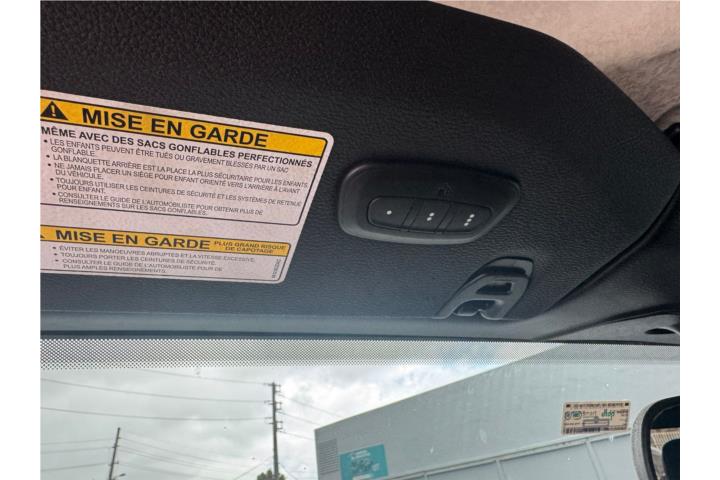 MISE EN GARDE
MÊME AVEC DES SACS GONFLABLES PERFECTIONNÉS
• LES ENFANTS PEUVENT ÊTRE TUÉS OU GRAVEMENT BLESSÉS PAR UN SAC
GONFLABLE.
• LA BLANQUETTE ARRIÈRE EST LA PLACE LA PLUS SÉCURITAIRE POUR LES ENFANTS
• NE JAMAIS PLACER UN SIÈGE POUR ENFANT ORIENTÉ VERS L'ARRIÈRE À L'AVANT
DU VÉHICULE.
• TOUJOURS UTILISER LES CEINTURES DE SÉCURITÉ ET LES SYSTÈMES DE RETENUE
POUR ENFANT.
• CONSULTER LE GUIDE DE L'AUTOMOBILISTE POUR OBTENIR PLUS DE
RENSEIGNEMENTS SUR LES SACS GONFLABLES.
MISE EN GARDE PLUS GRAND RISQUE
DE CAPOTAGE
• ÉVITER LES MANOEUVRES ABRUPTES ET LA VITESSE EXCESSIVE.
• TOUJOURS PORTER LES CEINTURES DE SÉCURITÉ.
• CONSULTER LE GUIDE DE L'AUTOMOBILISTE POUR DE
PLUS AMPLES RENSEIGNEMENTS.